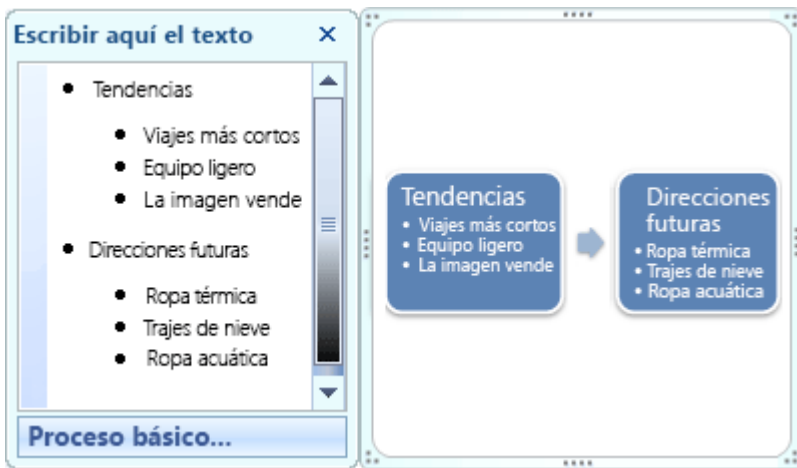 Escribir aquí el texto
• Tendencias
• Viajes más cortos
• Equipo ligero
• La imagen vende
• Direcciones futuras
• Ropa térmica
• Trajes de nieve
• Ropa acuática
Proceso básico...
Tendencias
• Viajes más cortos
• Equipo ligero
• La imagen vende
Direcciones
futuras
• Ropa térmica
• Trajes de nieve
• Ropa acuática